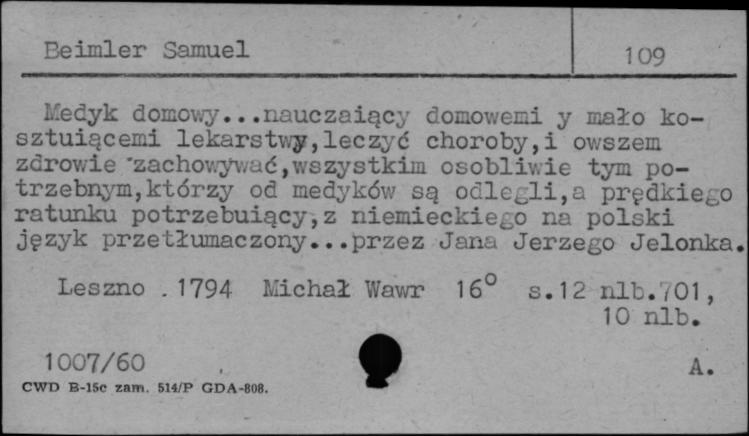 Beimler Samuel 109
Medyk domowy...nauczaiący domowemi y mało ko-
sztuiącemi lekarstwy,leczyć choroby,i owszem
zdrowie zachowywać,wszystkim osobliwie tym po-
trzebnym,którzy od medyków są odlegli,a prędkiego
ratunku potrzebuiący,z niemieckiego na polski
język przetłumaczony...przez Jana Jerzego Jelonka.
Leszno .1794 Michał Wawr 16° s.12 nlb.701,
10 nlb.
1007/60 A.
CWD B-15c zam. 514/P GDA-808.